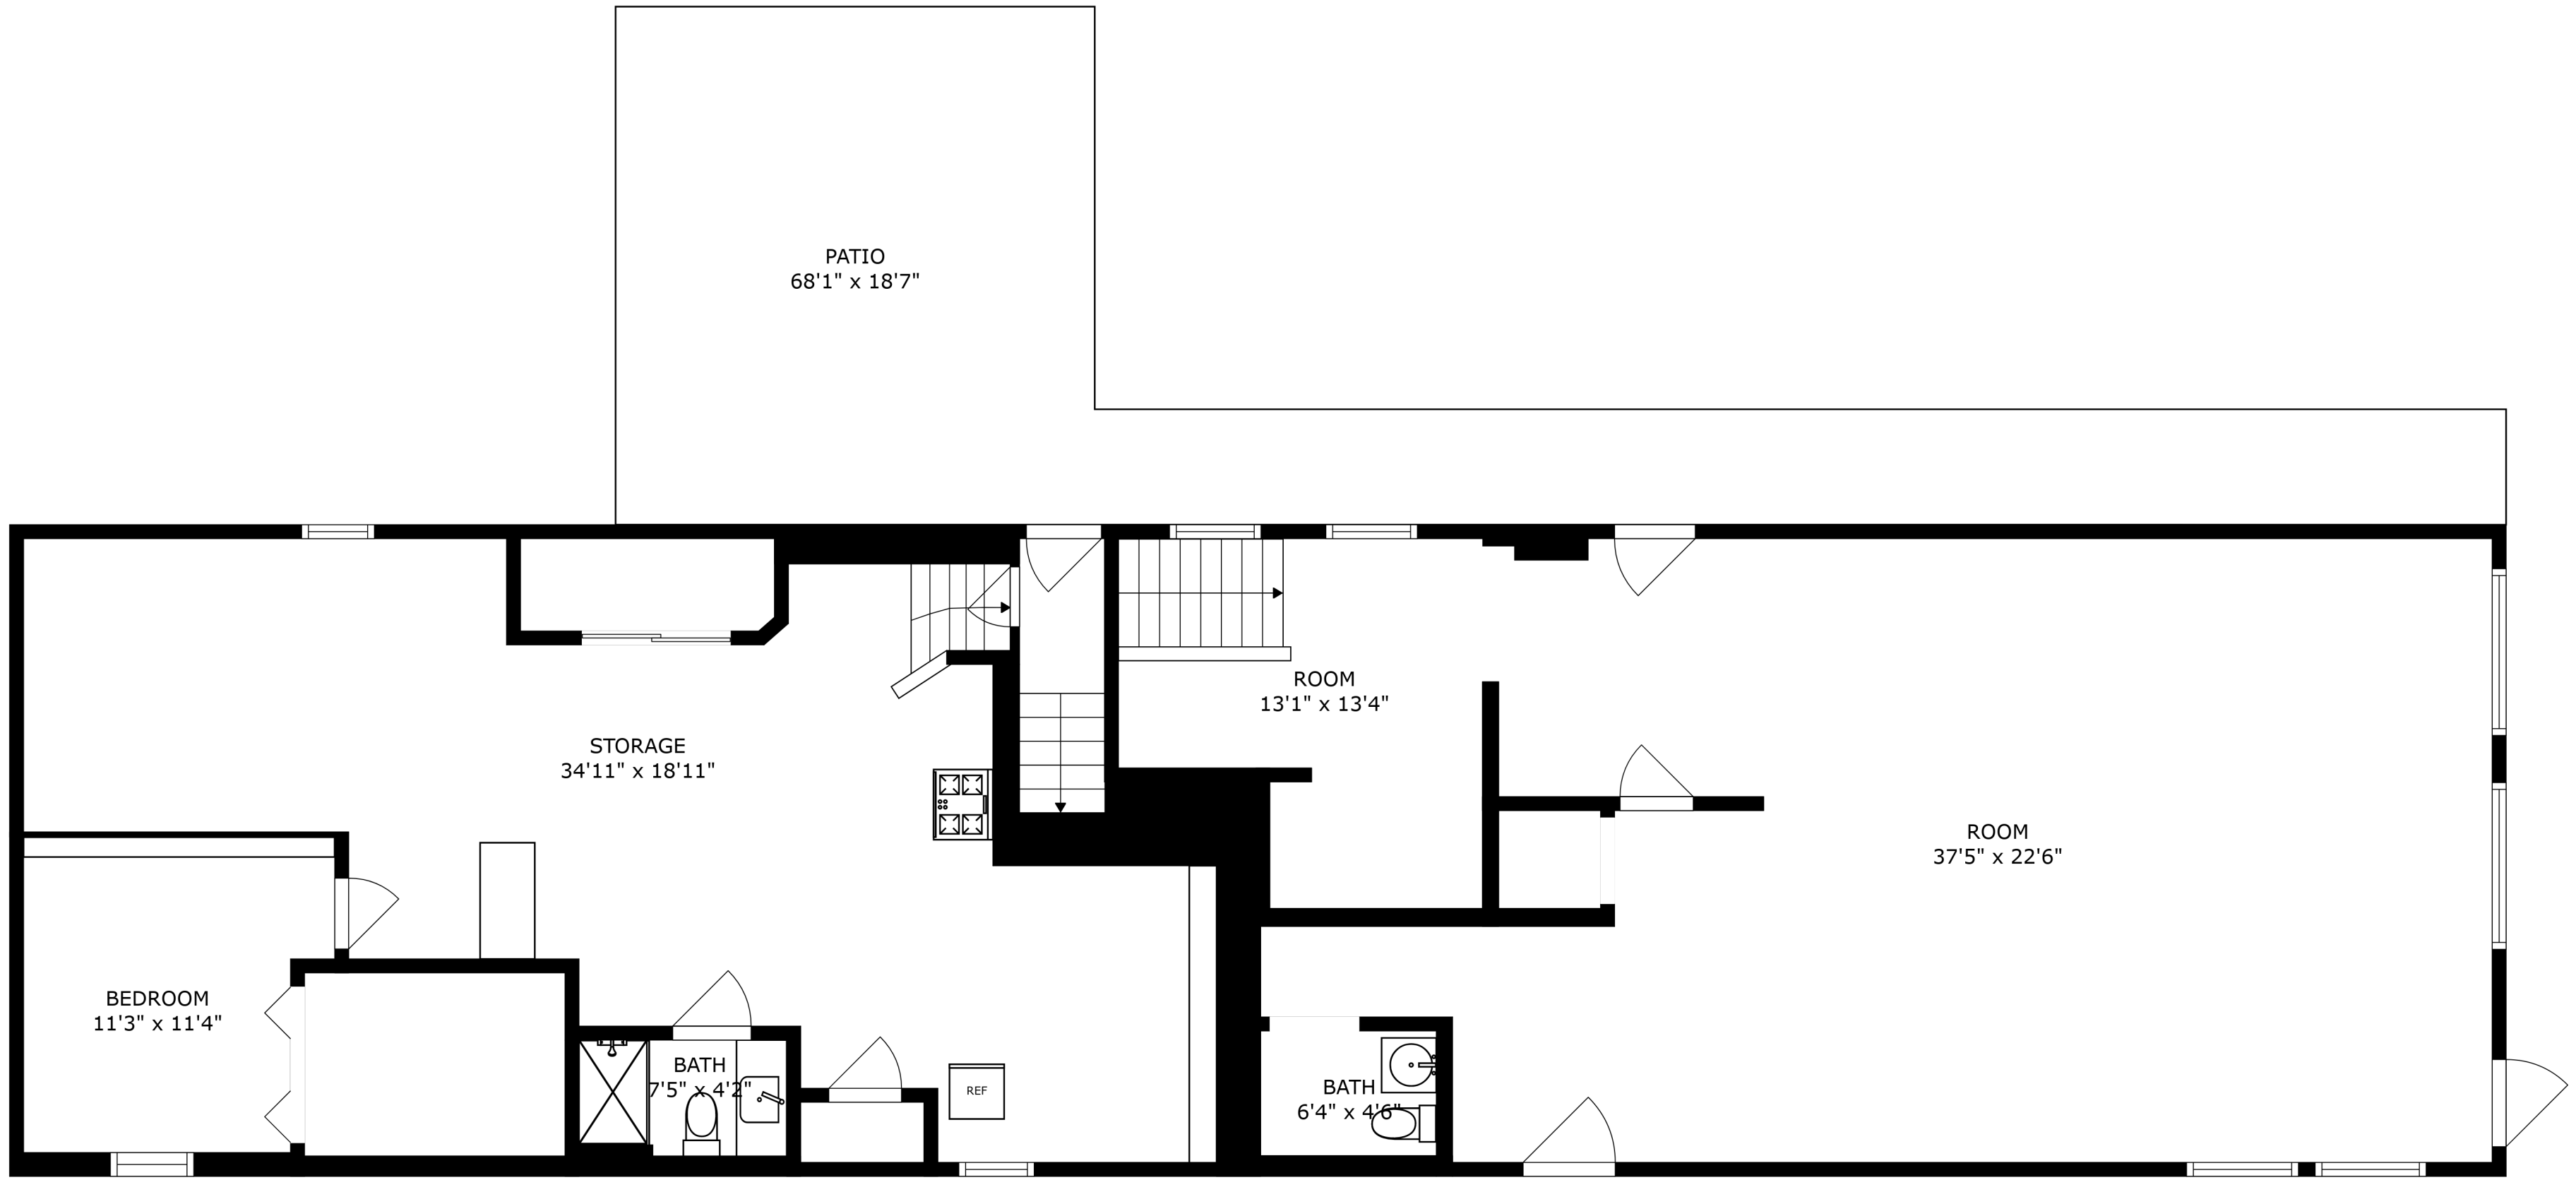 PATIO
68'1" x 18'7"
ROOM
13'1" x 13'4"
STORAGE
34'11" x 18'11"
ROOM
37'5" x 22'6"
BEDROOM
11'3" x 11'4"
BATH
7'5" x 4'2"
REF
BATH
6'4" x 4'6"